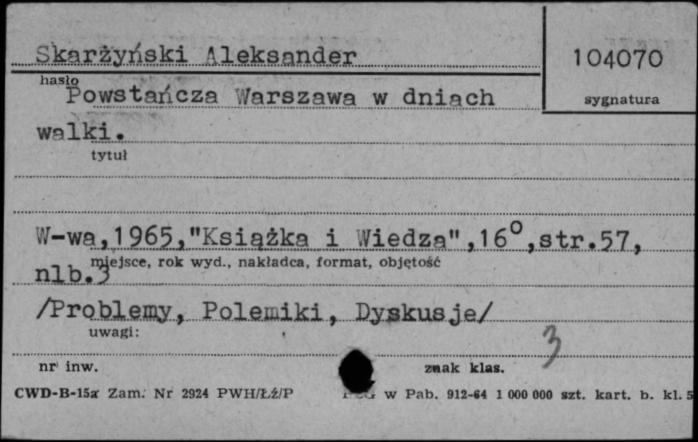 Skarżyński Aleksander
104070
hasło
sygnatura
Powstańcza Warszawa w dniach
walki.
tytuł
W-wa,1965,"Książka i Wiedza",16°,str.57,
miejsce, rok wyd., nakładca, format, objętość
nlb.3
/Problemy, Polemiki, Dyskusje/
uwagi:
3
nr inw.
znak klas.
CWD-B-15a Zam. Nr 2924 PWH/Łź/P
w Pab. 912-64 1 000 000 szt. kart. b. kl. 5